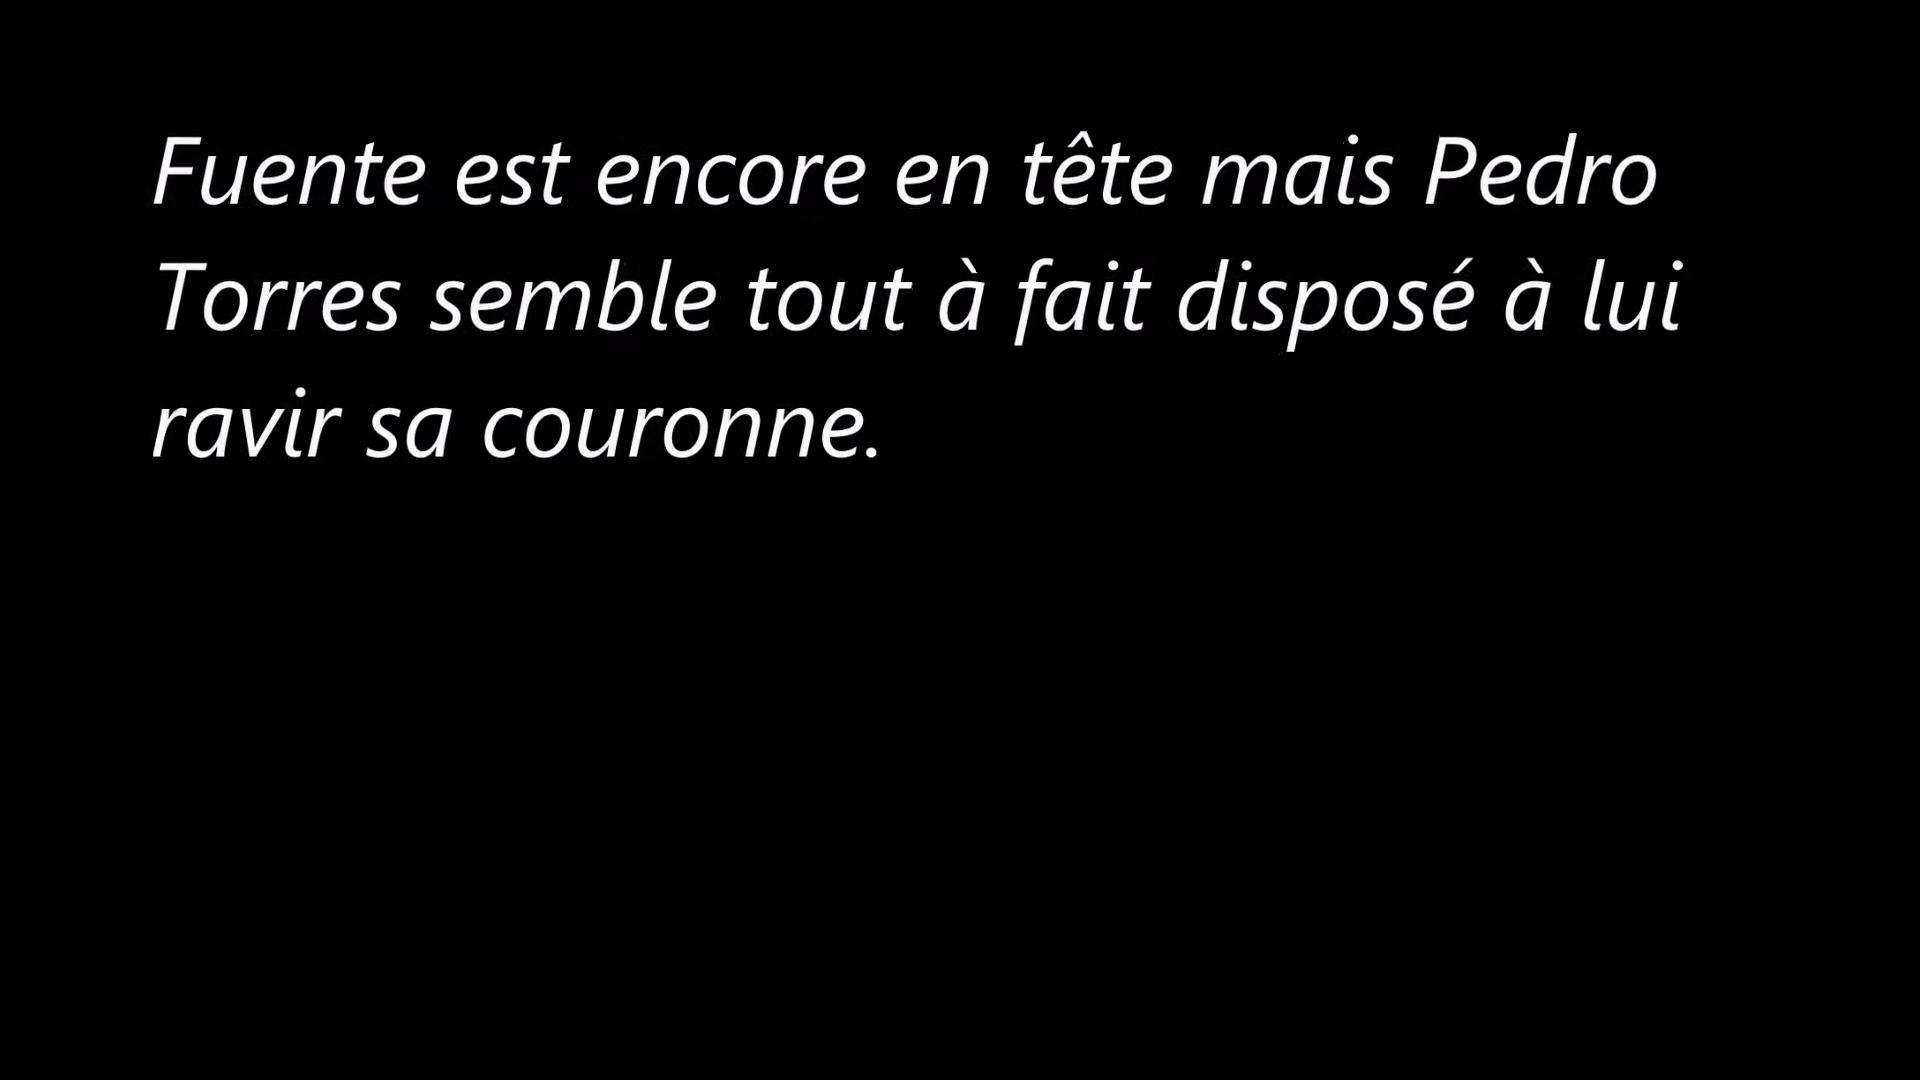 Fuente est encore en tête mais Pedro
Torres semble tout à fait disposé à lui
ravir sa couronne.